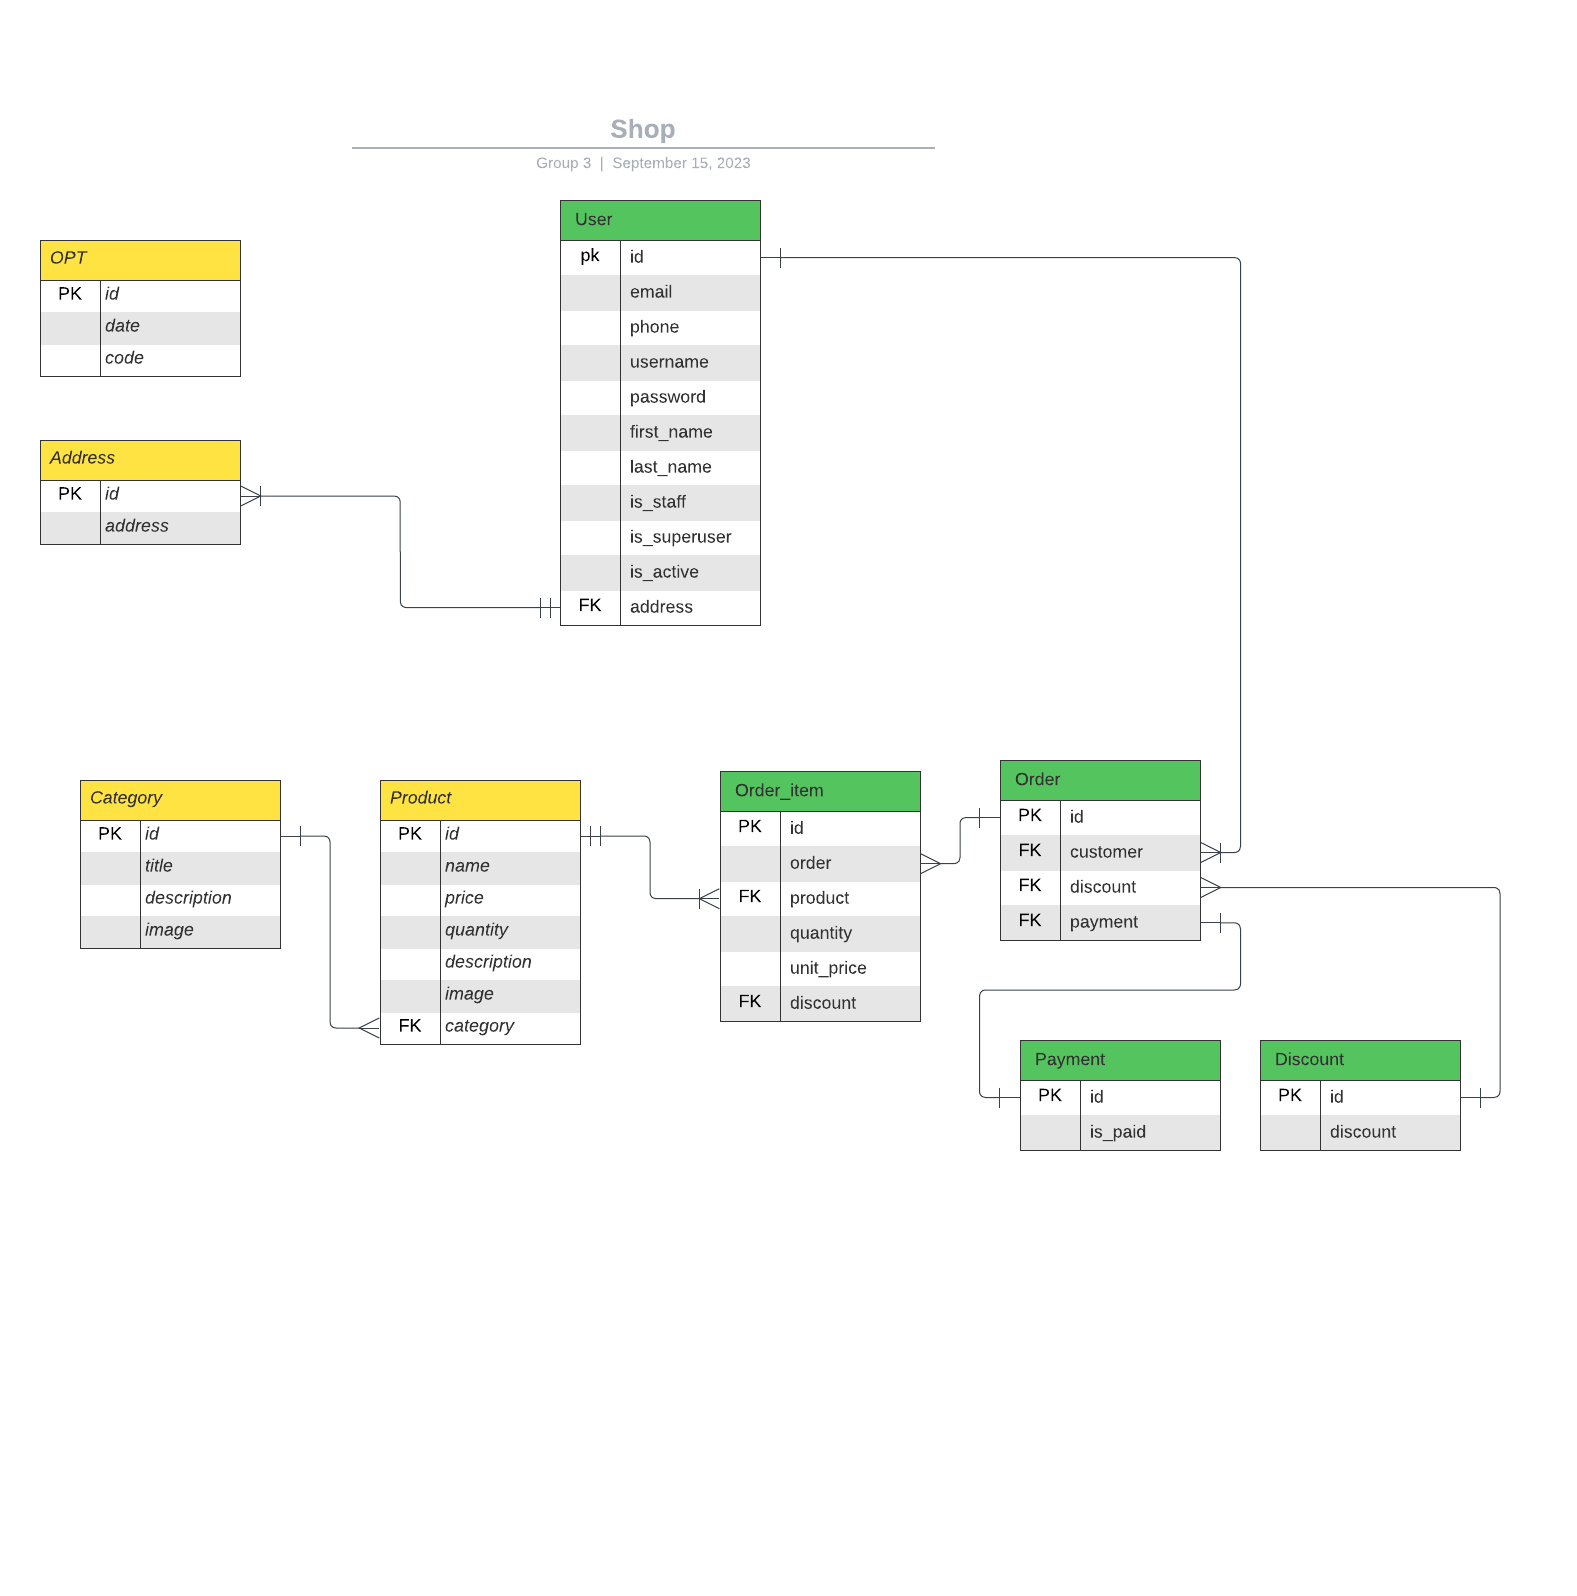 Shop
Group 3 | September 15, 2023
User
pk id
email
phone
username
password
first_name
last_name
is_staff
is_superuser
is_active
FK address
OPT
PK id
date
code
Address
PK id
address
Category
PK id
title
description
image
Product
PK id
name
price
quantity
description
image
FK category
Order_item
PK id
order
FK product
quantity
unit_price
FK discount
Order
PK id
FK customer
FK discount
FK payment
Payment
PK id
is_paid
Discount
PK id
discount